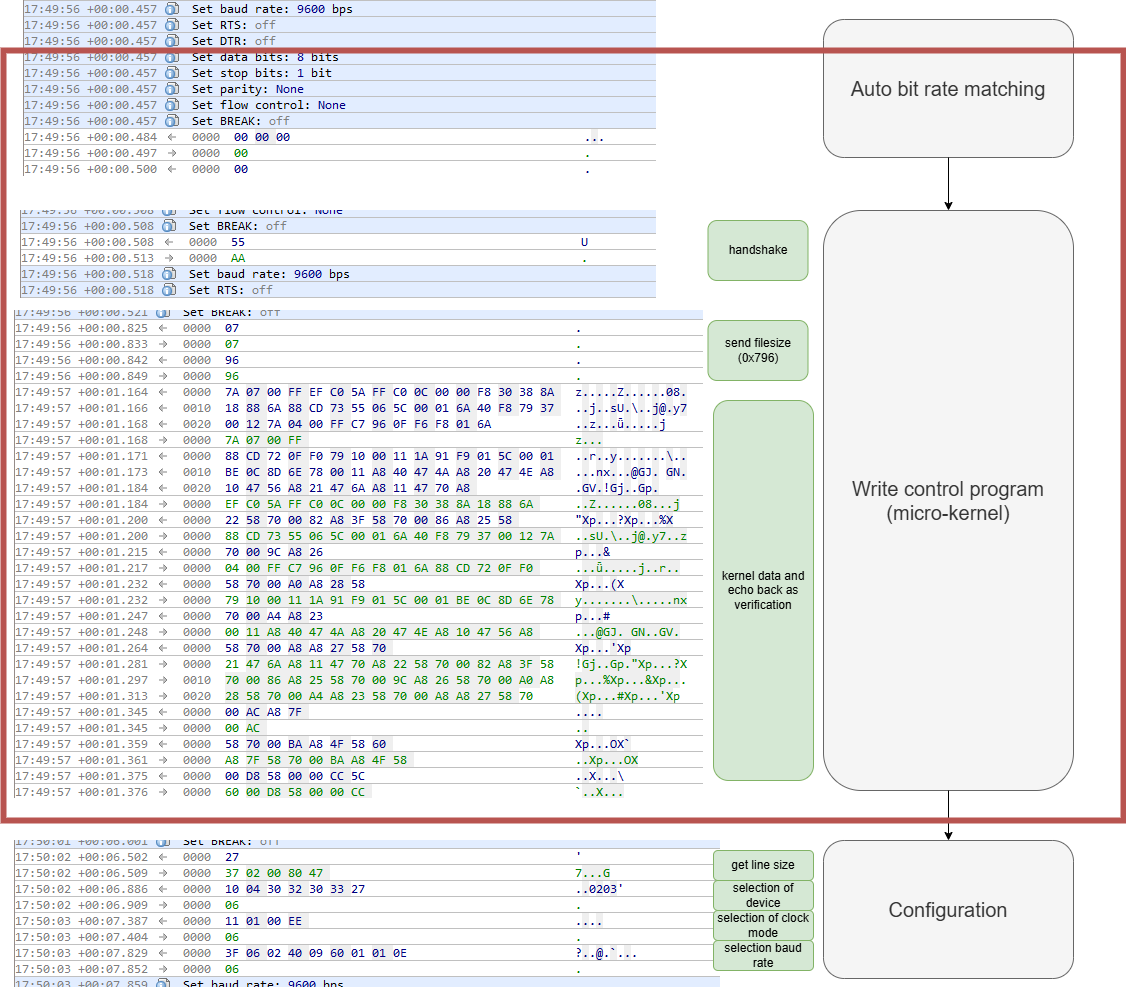 17:49:56 +00:00.457 Set baud rate: 9600 bps
17:49:56 +00:00.457 Set RTS: off
17:49:56 +00:00.457 Set DTR: off
17:49:56 +00:00.457 Set data bits: 8 bits
17:49:56 +00:00.457 Set stop bits: 1 bit
17:49:56 +00:00.457 Set parity: None
17:49:56 +00:00.457 Set flow control: None
17:49:56 +00:00.457 Set BREAK: off
17:49:56 +00:00.484 ← 0000 00 00 00 ...
17:49:56 +00:00.497 → 0000 00 .
17:49:56 +00:00.500 ← 0000 00 .
Auto bit rate matching
17:49:56 +00:00.508 Set flow control: None
17:49:56 +00:00.508 Set BREAK: off
17:49:56 +00:00.508 ← 0000 55 U
17:49:56 +00:00.513 → 0000 AA .
17:49:56 +00:00.518 Set baud rate: 9600 bps
17:49:56 +00:00.518 Set RTS: off
handshake
17:49:56 +00:00.521 Set BREAK: off
17:49:56 +00:00.825 ← 0000 07 .
17:49:56 +00:00.833 → 0000 07 .
17:49:56 +00:00.842 ← 0000 96 .
17:49:56 +00:00.849 → 0000 96 .
send filesize
(0x796)
17:49:57 +00:01.164 ← 0000 7A 07 00 FF EF C0 5A FF C0 0C 00 00 F8 30 38 8A z.....Z......08.
17:49:57 +00:01.166 ← 0010 18 88 6A 88 CD 73 55 06 5C 00 01 6A 40 F8 79 37 ..j..sU.\..j@.y7
17:49:57 +00:01.168 ← 0020 00 12 7A 04 00 FF C7 96 0F F6 F8 01 6A ..z...ü.....j
17:49:57 +00:01.168 → 0000 7A 07 00 FF z...
17:49:57 +00:01.171 ← 0000 88 CD 72 0F F0 79 10 00 11 1A 91 F9 01 5C 00 01 ..r..y.......\..
17:49:57 +00:01.173 ← 0010 BE 0C 8D 6E 78 00 11 A8 40 47 4A A8 20 47 4E A8 ...nx...@GJ. GN.
17:49:57 +00:01.184 ← 0020 10 47 56 A8 21 47 6A A8 11 47 70 A8 .GV.!Gj..Gp.
17:49:57 +00:01.184 → 0000 EF C0 5A FF C0 0C 00 00 F8 30 38 8A 18 88 6A ..Z......08...j
17:49:57 +00:01.200 ← 0000 22 58 70 00 82 A8 3F 58 70 00 86 A8 25 58 "Xp...?Xp...%X
17:49:57 +00:01.200 → 0000 88 CD 73 55 06 5C 00 01 6A 40 F8 79 37 00 12 7A ..sU.\..j@.y7..z
17:49:57 +00:01.215 ← 0000 70 00 9C A8 26 p...&
17:49:57 +00:01.217 → 0000 04 00 FF C7 96 0F F6 F8 01 6A 88 CD 72 0F F0 ...ü.....j..r..
17:49:57 +00:01.232 ← 0000 58 70 00 A0 A8 28 58 Xp...(X
17:49:57 +00:01.232 → 0000 79 10 00 11 1A 91 F9 01 5C 00 01 BE 0C 8D 6E 78 y.......\.....nx
17:49:57 +00:01.247 ← 0000 70 00 A4 A8 23 p...#
17:49:57 +00:01.248 → 0000 00 11 A8 40 47 4A A8 20 47 4E A8 10 47 56 A8 ...@GJ. GN..GV.
17:49:57 +00:01.264 ← 0000 58 70 00 A8 A8 27 58 70 Xp...'Xp
17:49:57 +00:01.281 → 0000 21 47 6A A8 11 47 70 A8 22 58 70 00 82 A8 3F 58 !Gj..Gp."Xp...?X
17:49:57 +00:01.297 → 0010 70 00 86 A8 25 58 70 00 9C A8 26 58 70 00 A0 A8 p...%Xp...&Xp...
17:49:57 +00:01.313 → 0020 28 58 70 00 A4 A8 23 58 70 00 A8 A8 27 58 70 (Xp...#Xp...'Xp
17:49:57 +00:01.345 ← 0000 00 AC A8 7F ....
17:49:57 +00:01.345 → 0000 00 AC ..
17:49:57 +00:01.359 ← 0000 58 70 00 BA A8 4F 58 60 Xp...OX`
17:49:57 +00:01.361 → 0000 A8 7F 58 70 00 BA A8 4F 58 ..Xp...OX
17:49:57 +00:01.375 ← 0000 00 D8 58 00 00 CC 5C ..X...\
17:49:57 +00:01.376 → 0000 60 00 D8 58 00 00 CC `..X...
kernel data and
echo back as
verification
Write control program
(micro-kernel)
17:50:01 +00:06.001 Set BREAK: off
17:50:02 +00:06.502 ← 0000 27 '
17:50:02 +00:06.509 → 0000 37 02 00 80 47 7...G
17:50:02 +00:06.886 ← 0000 10 04 30 32 30 33 27 ..0203'
17:50:02 +00:06.909 → 0000 06 .
17:50:03 +00:07.387 ← 0000 11 01 00 EE ....
17:50:03 +00:07.404 → 0000 06 .
17:50:03 +00:07.829 ← 0000 3F 06 02 40 09 60 01 01 0E ?..@.`...
17:50:03 +00:07.852 → 0000 06 .
17:50:03 +00:07.859 Set baud rate: 9600 bps
get line size
selection of
device
selection of clock
mode
selection baud
rate
Configuration